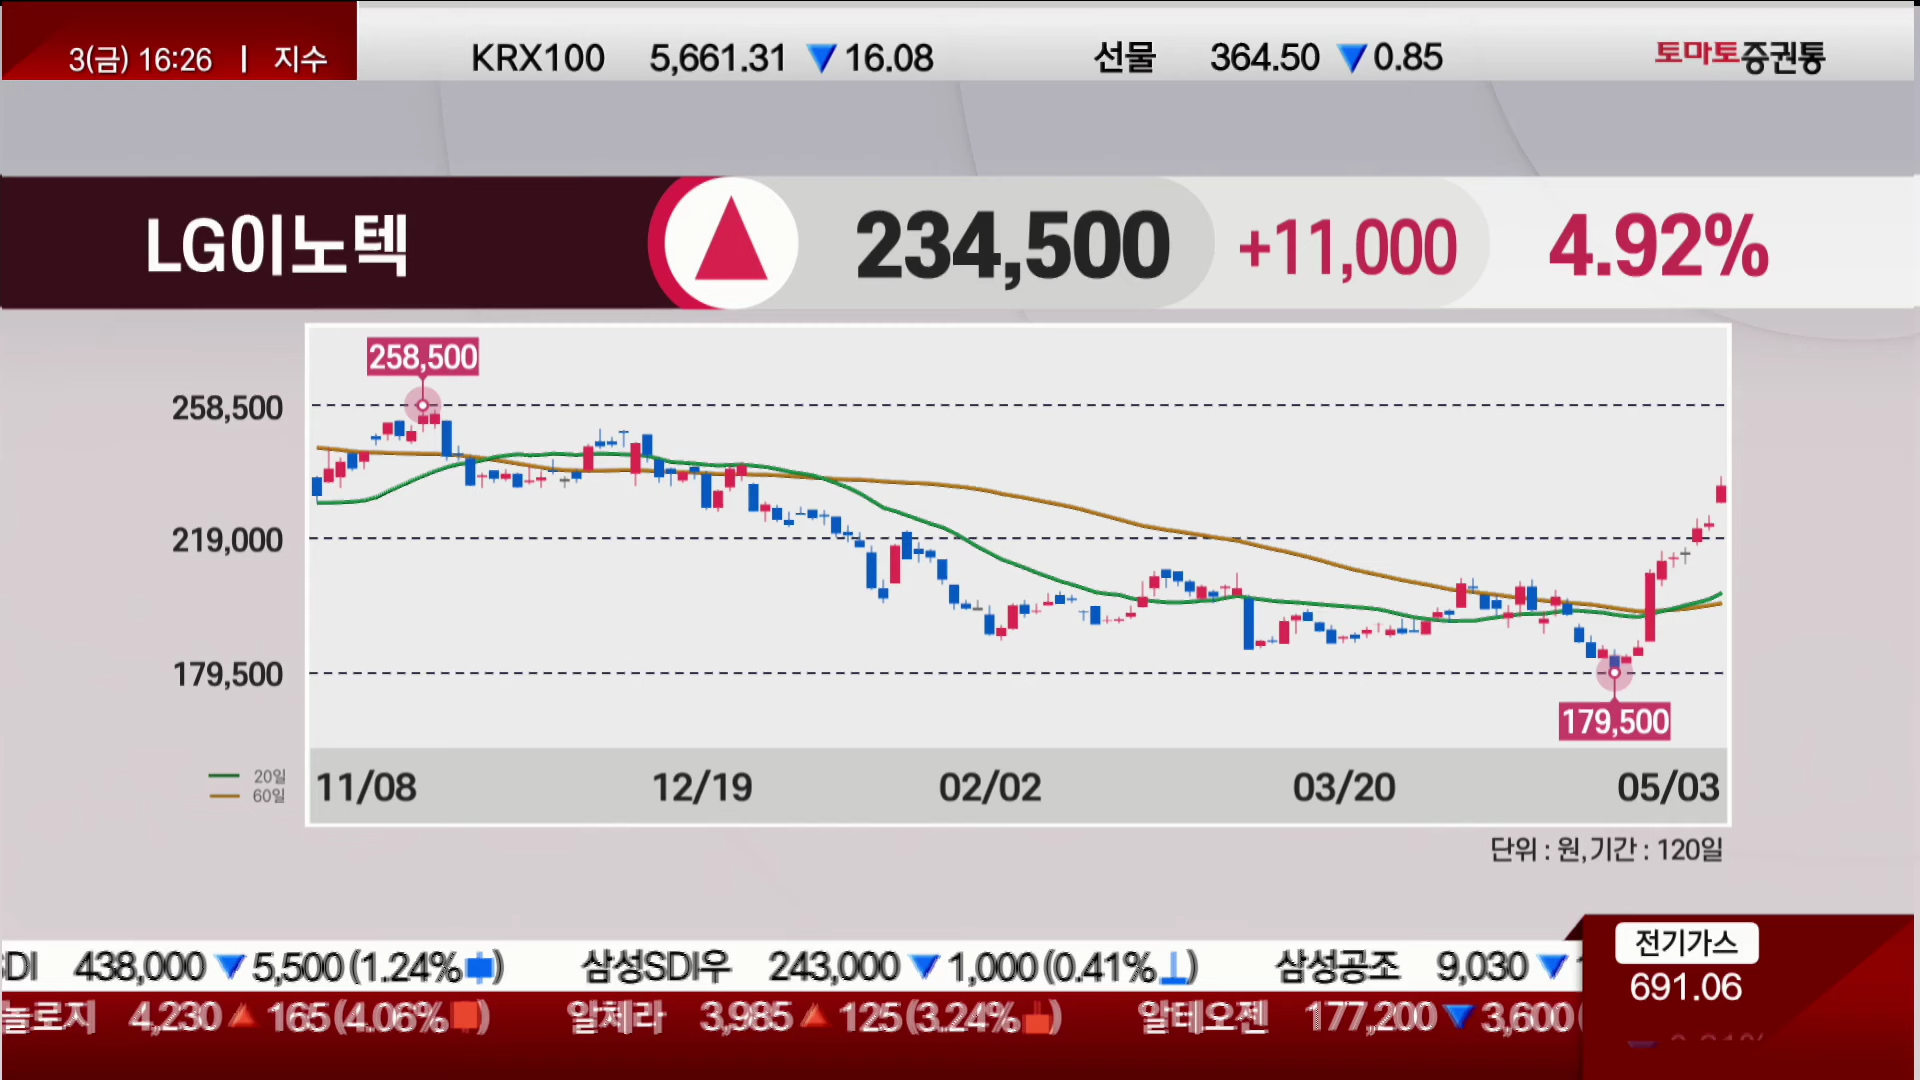 3(금) 16:26 | 지수 KRX100 5,661.31 ▼ 16.08 선물 364.50 ▼ 0.85 토마토증권통
LG이노텍 ▲ 234,500 +11,000 4.92%
258,500
258,500
219,000
179,500
179,500
20일
60일
11/08 12/19 02/02 03/20 05/03
단위 : 원, 기간 : 120일
SDI 438,000 ▼ 5,500 (1.24%) 삼성SDI우 243,000 ▼ 1,000 (0.41%) 삼성공조 9,030 ▼
놀로지 4,230 ▲ 165 (4.06%) 알체라 3,985 ▲ 125 (3.24%) 알테오젠 177,200 ▼ 3,600
전기가스
691.06